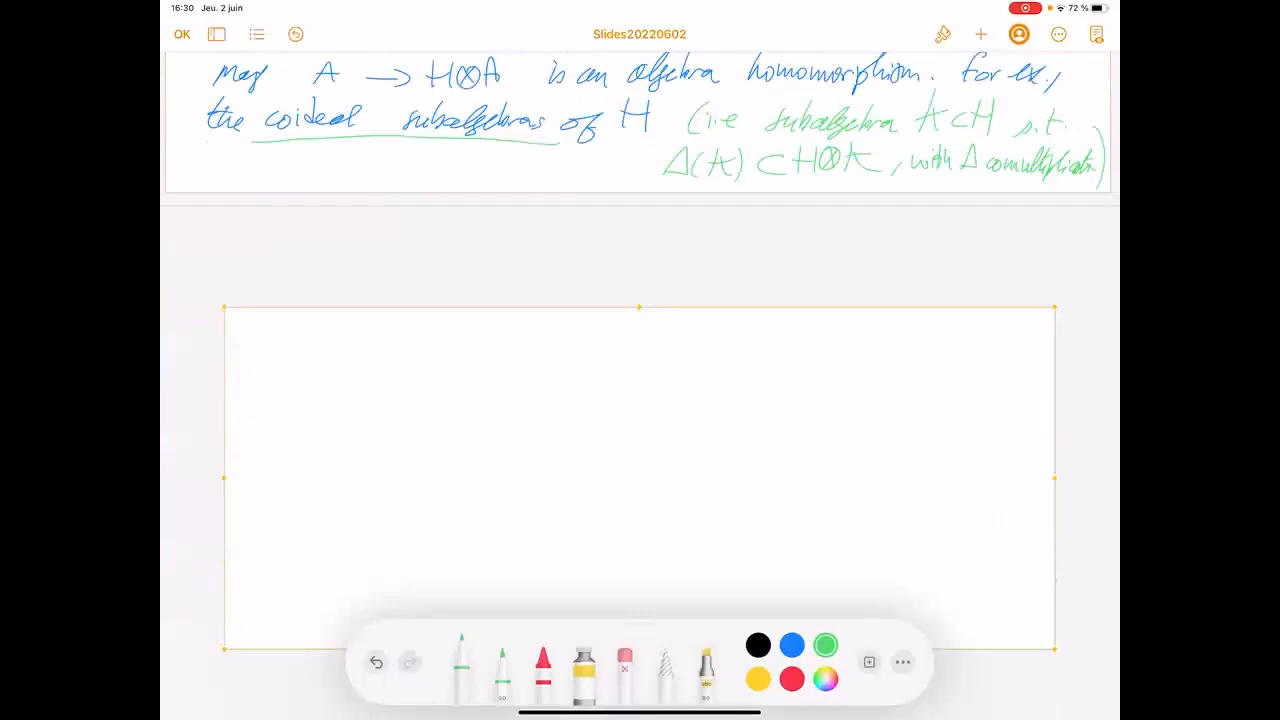 16:30 Jeu. 2 juin
72 %
OK
Slides20220602
map A → H⊗A is an algebra homomorphism. For ex.,
the coideal subalgebras of H (i.e subalgebra A ⊂ H s.t.
Δ(A) ⊂ H⊗A, with Δ comultiplication)